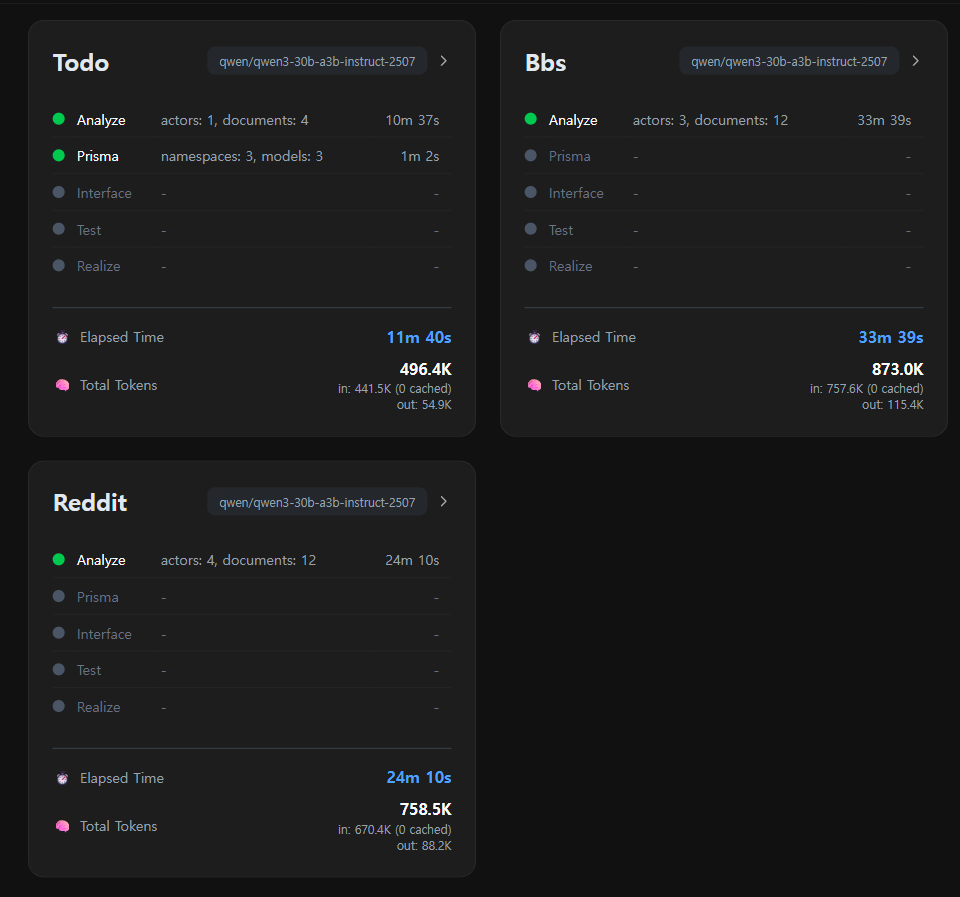 Todo qwen/qwen3-30b-a3b-instruct-2507
Analyze actors: 1, documents: 4 10m 37s
Prisma namespaces: 3, models: 3 1m 2s
Interface - -
Test - -
Realize - -
Elapsed Time 11m 40s
Total Tokens 496.4K
in: 441.5K (0 cached)
out: 54.9K
Bbs qwen/qwen3-30b-a3b-instruct-2507
Analyze actors: 3, documents: 12 33m 39s
Prisma - -
Interface - -
Test - -
Realize - -
Elapsed Time 33m 39s
Total Tokens 873.0K
in: 757.6K (0 cached)
out: 115.4K
Reddit qwen/qwen3-30b-a3b-instruct-2507
Analyze actors: 4, documents: 12 24m 10s
Prisma - -
Interface - -
Test - -
Realize - -
Elapsed Time 24m 10s
Total Tokens 758.5K
in: 670.4K (0 cached)
out: 88.2K